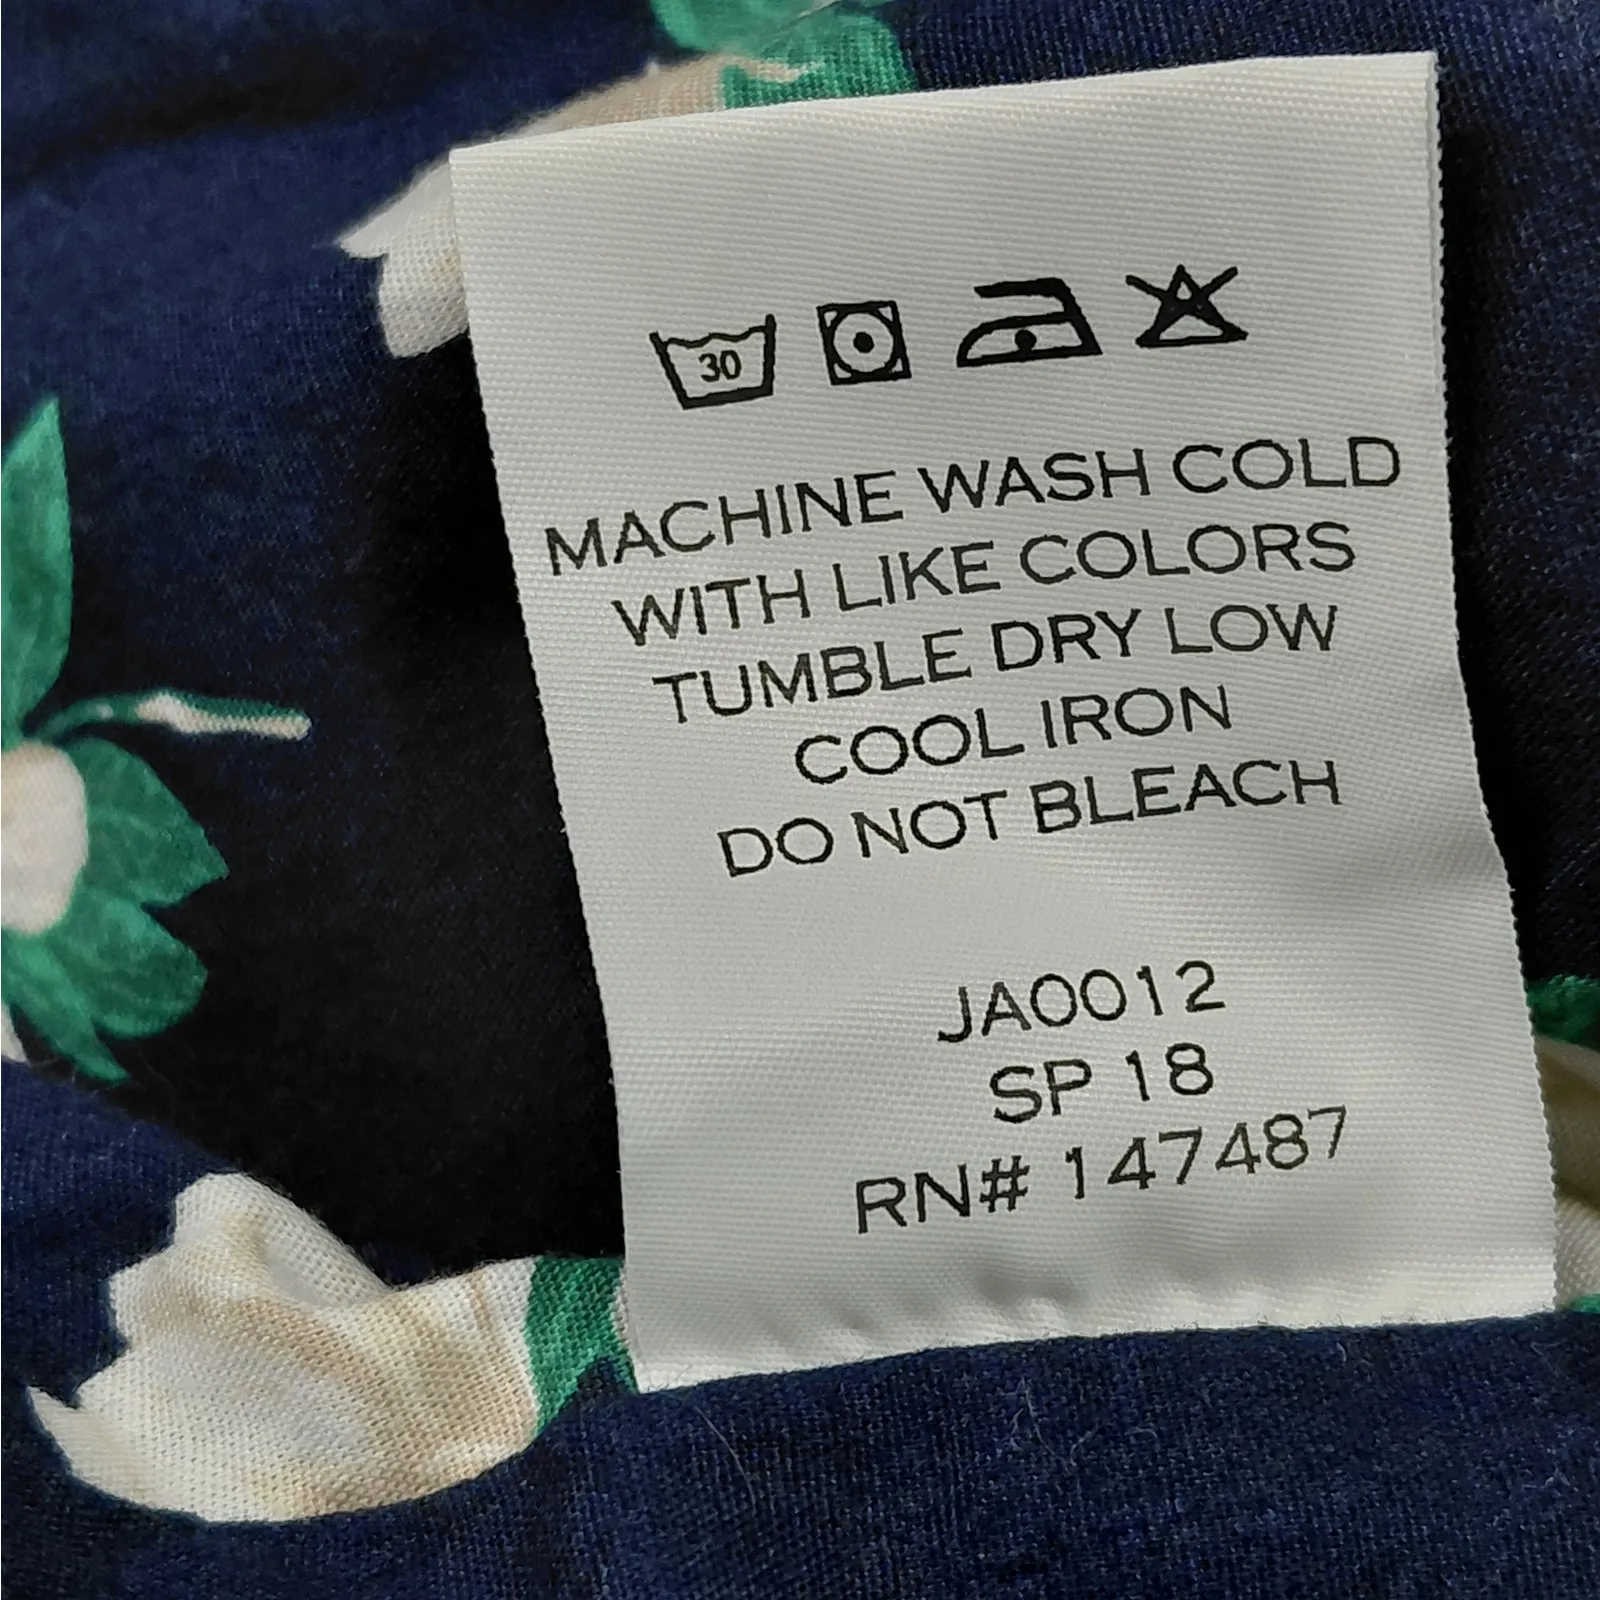 30
MACHINE WASH COLD
WITH LIKE COLORS
TUMBLE DRY LOW
COOL IRON
DO NOT BLEACH
JA0012
SP 18
RN# 147487